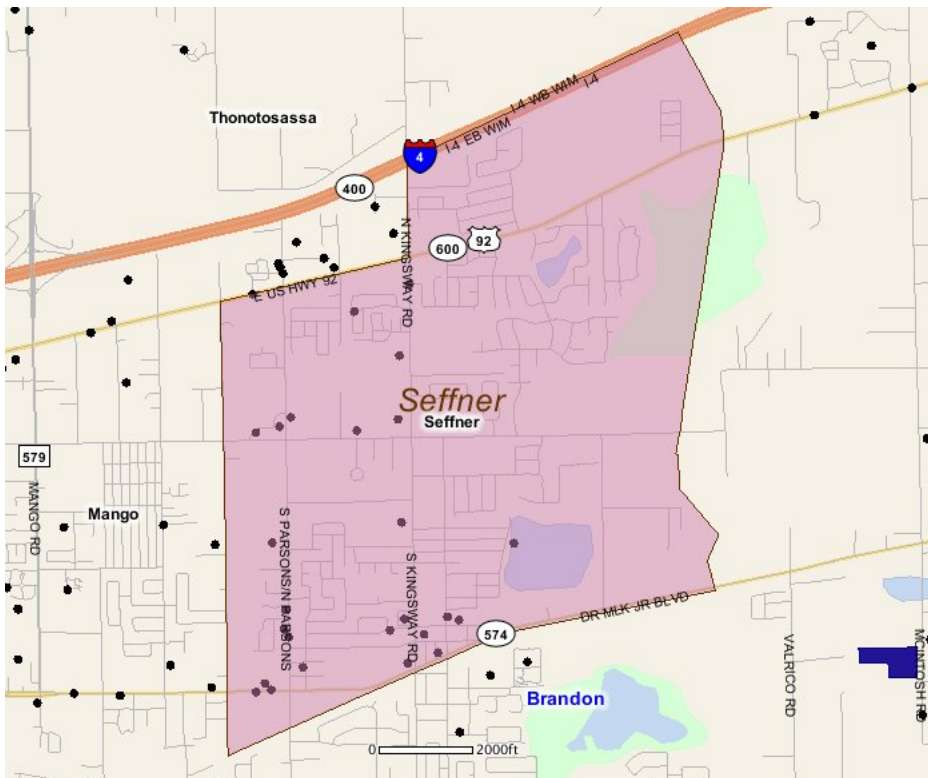 I-4 WB WIM
I-4
I-4 EB WIM
Thonotosassa
4
400
N KINGSWAY RD
600
92
E US HWY 92
Seffner
Seffner
579
MANGO RD
Mango
S PARSONS/N PARSONS
S KINGSWAY RD
DR MLK JR BLVD
574
VALRICO RD
MCINTOSH RD
Brandon
0 2000ft